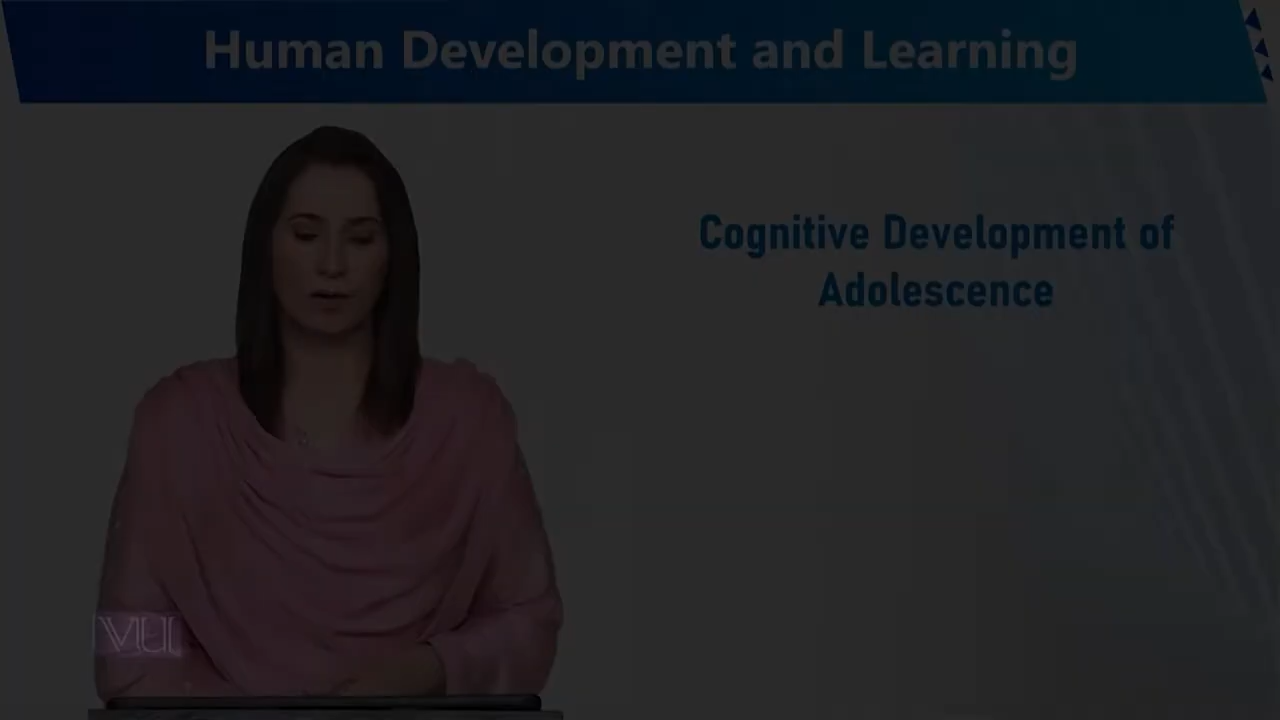 Human Development and Learning
Cognitive Development of
Adolescence
VU